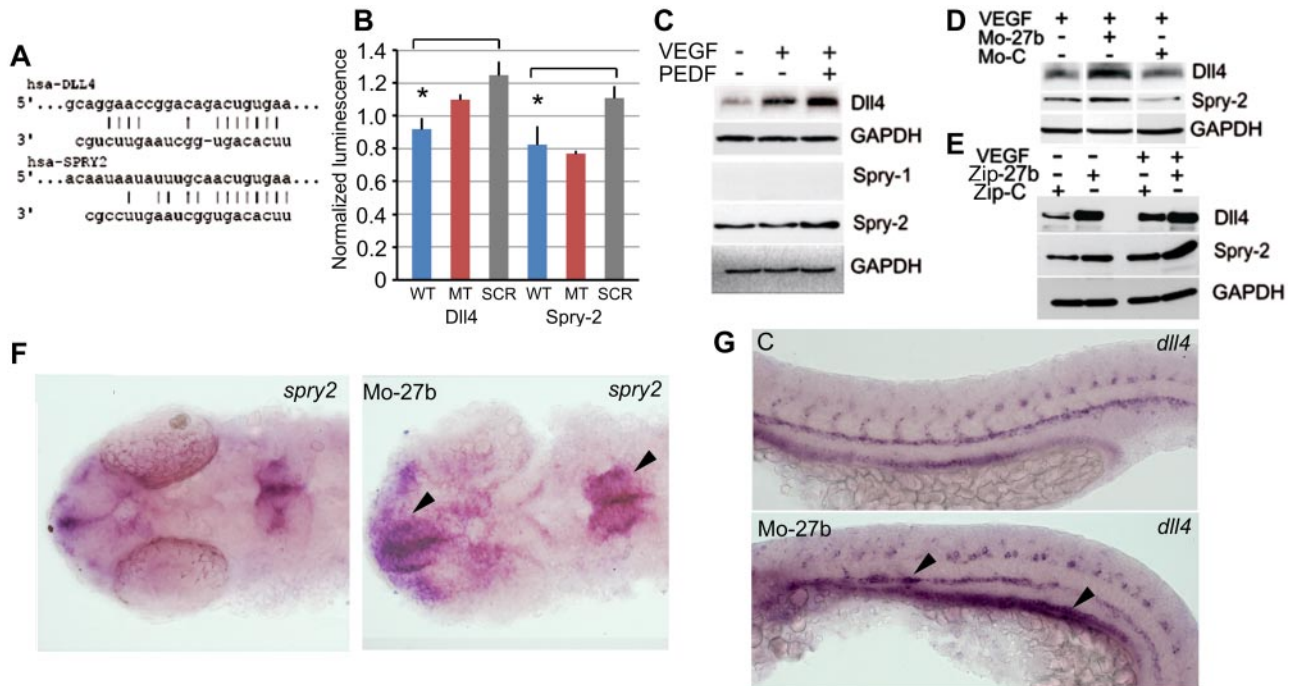 A
hsa-DLL4
5'...gcaggaaccggacagacugugaa...
3' cgucuugaaucgg-ugacacuu
hsa-SPRY2
5'...acaauaauauuugcaacuguga...
3' cgccuugaaucggugacacuu
B
Normalized luminescence
1.4
1.2
1.0
0.8
0.6
0.4
0.2
0
WT MT SCR WT MT SCR
Dll4 Spry-2
C
VEGF - + +
PEDF - - +
Dll4
GAPDH
Spry-1
Spry-2
GAPDH
D
VEGF + + +
Mo-27b - + -
Mo-C - - +
Dll4
Spry-2
GAPDH
E
VEGF - - + +
Zip-27b - + - +
Zip-C + - + -
Dll4
Spry-2
GAPDH
F
spry2
Mo-27b spry2
G
C dll4
Mo-27b dll4